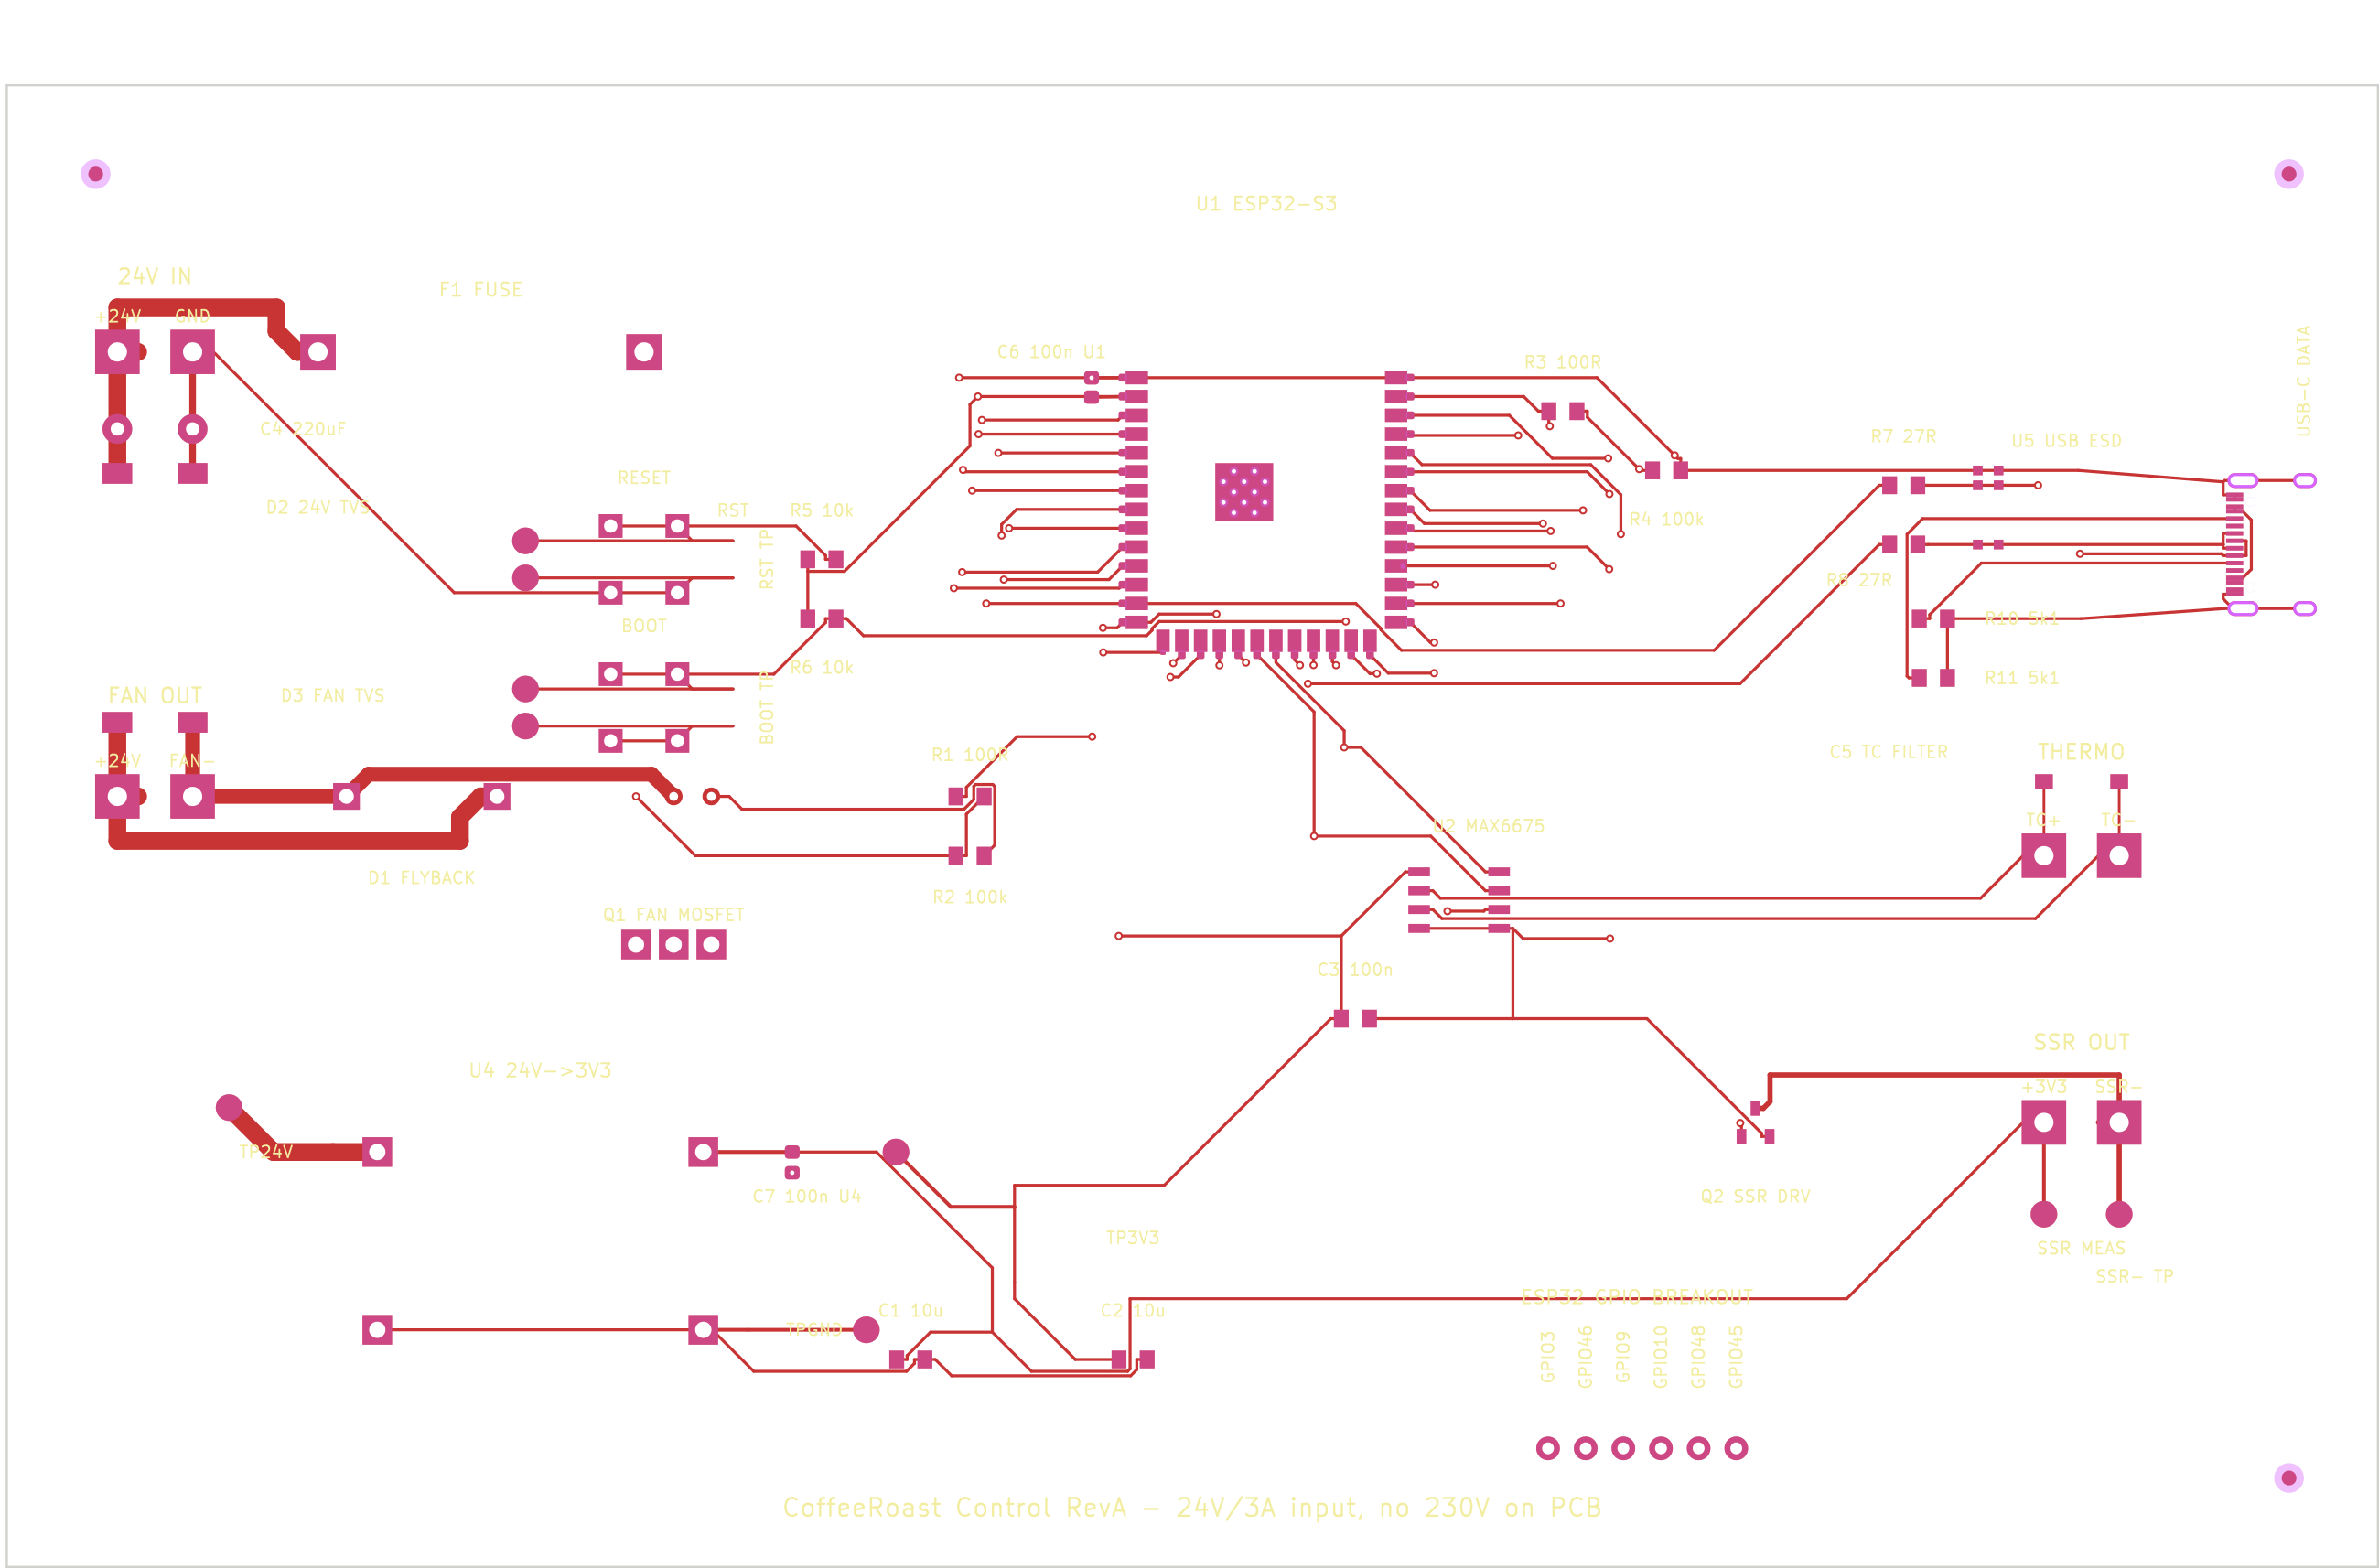 U1 ESP32-S3
24V IN
F1 FUSE
+24V
GND
C6 100n U1
R3 100R
USB-C DATA
C4 220uF
R7 27R
U5 USB ESD
RESET
D2 24V TVS
RST
R5 10k
R4 100k
RST TP
R8 27R
BOOT
R10 5k1
R6 10k
R11 5k1
FAN OUT
D3 FAN TVS
BOOT TP
+24V
FAN-
R1 100R
C5 TC FILTER
THERMO
U2 MAX6675
TC+
TC-
D1 FLYBACK
R2 100k
Q1 FAN MOSFET
C3 100n
U4 24V->3V3
SSR OUT
+3V3
SSR-
TP24V
C7 100n U4
Q2 SSR DRV
TP3V3
SSR MEAS
SSR- TP
C1 10u
C2 10u
ESP32 GPIO BREAKOUT
TPGND
GPIO3
GPIO46
GPIO9
GPIO10
GPIO48
GPIO45
CoffeeRoast Control RevA - 24V/3A input, no 230V on PCB